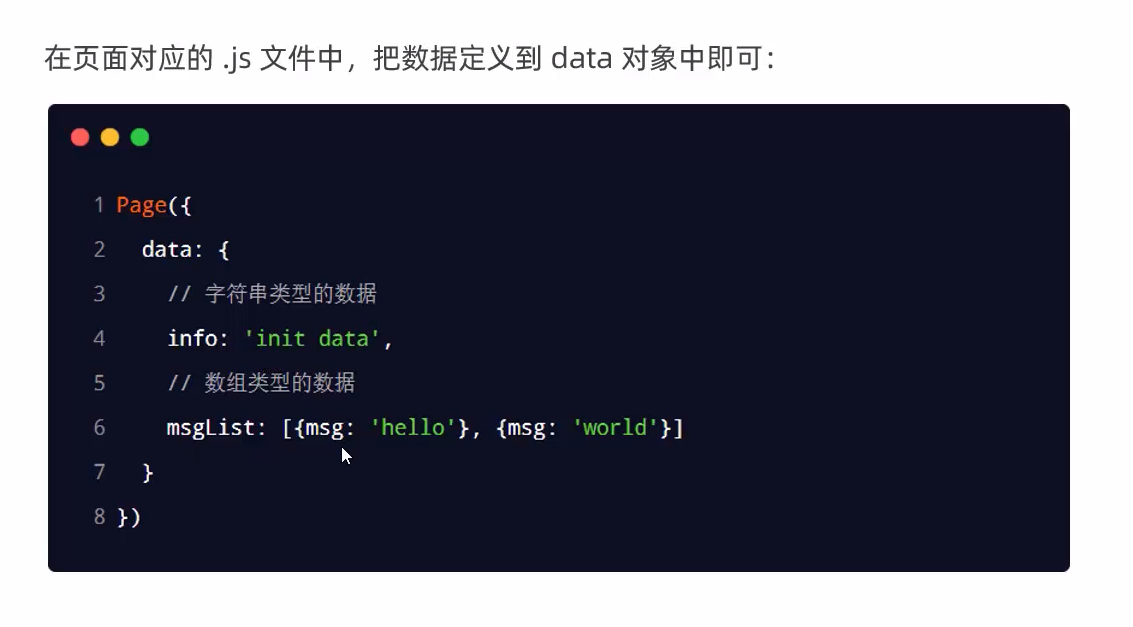 在页面对应的 .js 文件中，把数据定义到 data 对象中即可：
1 Page({
2 data: {
3 // 字符串类型的数据
4 info: 'init data',
5 // 数组类型的数据
6 msgList: [{msg: 'hello'}, {msg: 'world'}]
7 }
8 })